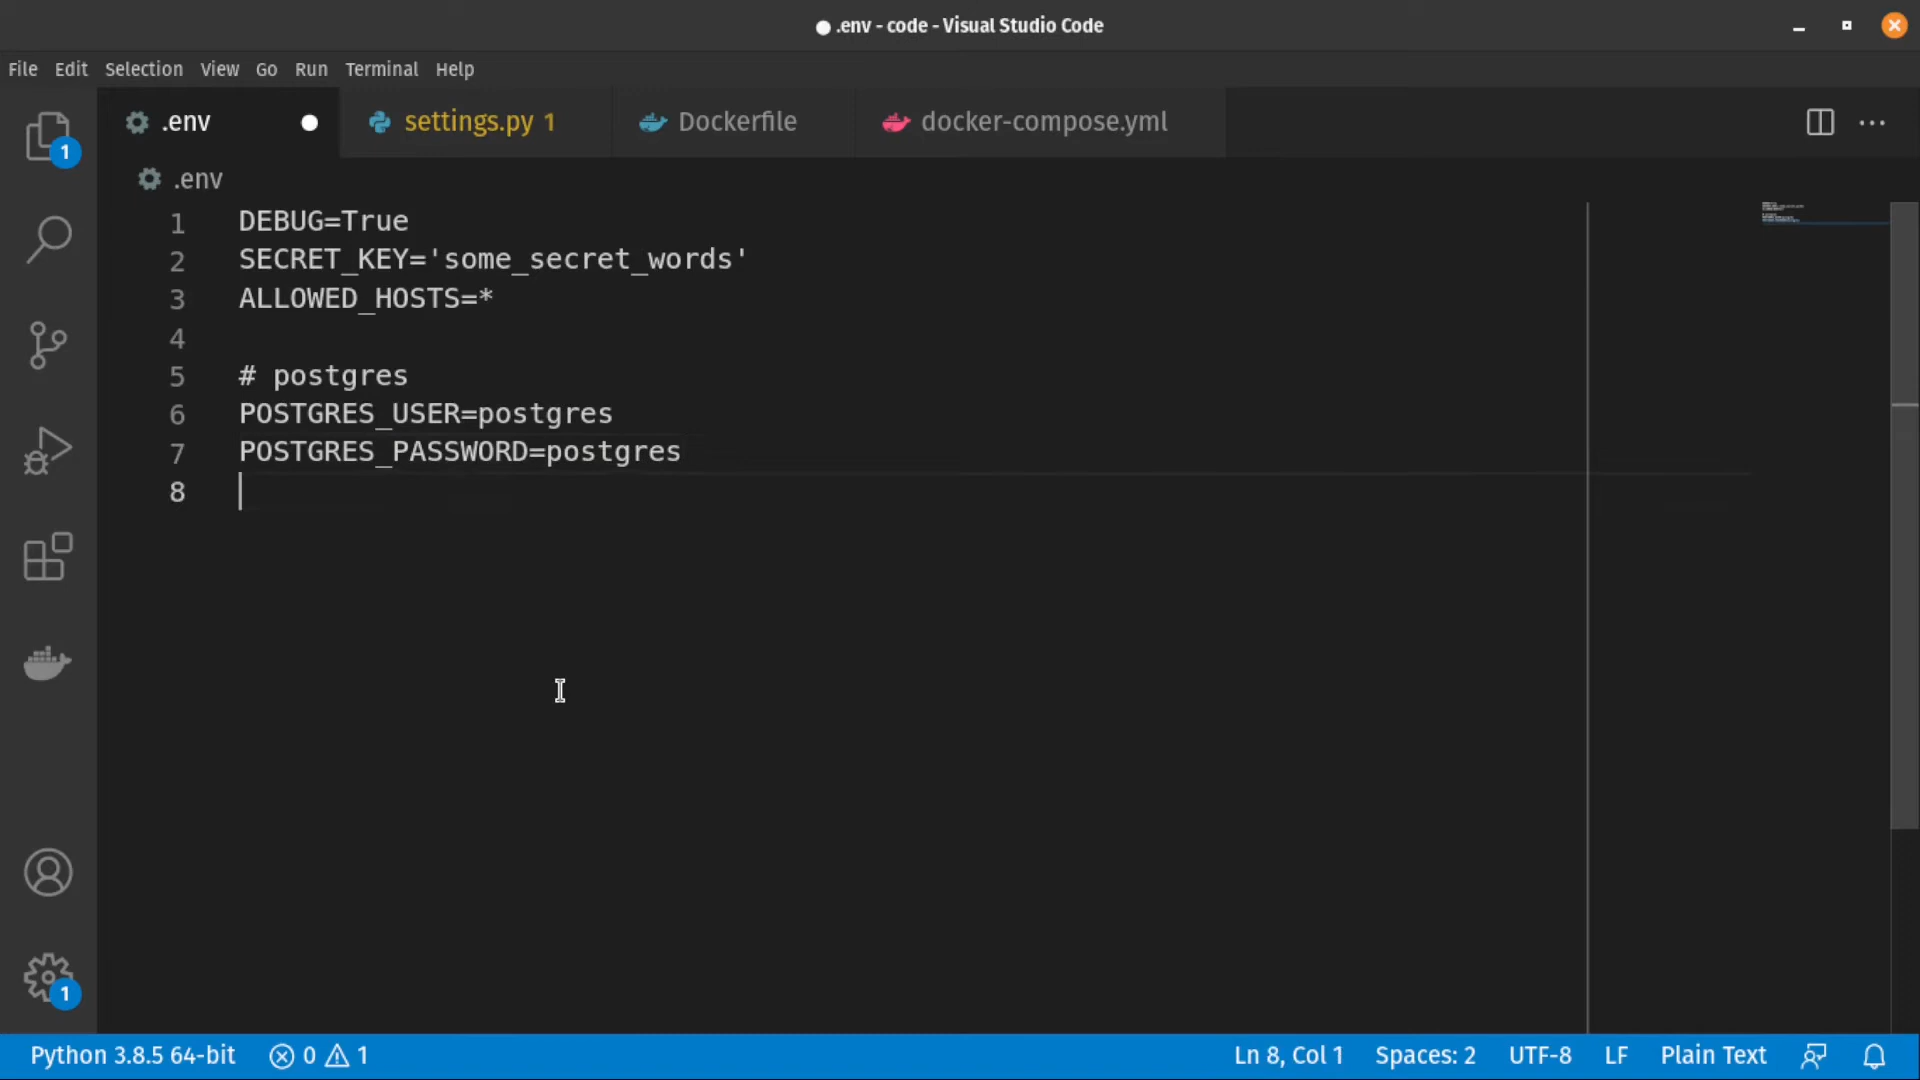 .env - code - Visual Studio Code
File Edit Selection View Go Run Terminal Help
.env settings.py 1 Dockerfile docker-compose.yml
.env
1 DEBUG=True
2 SECRET_KEY='some_secret_words'
3 ALLOWED_HOSTS=*
4
5 # postgres
6 POSTGRES_USER=postgres
7 POSTGRES_PASSWORD=postgres
8
1
1
Python 3.8.5 64-bit 0 1 Ln 8, Col 1 Spaces: 2 UTF-8 LF Plain Text